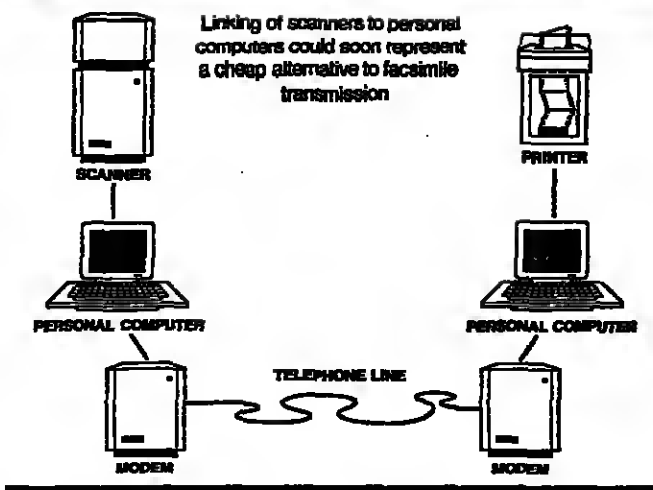 Linking of scanners to personal
computers could soon represent
a cheap alternative to facsimile
transmission
SCANNER
PRINTER
PERSONAL COMPUTER
PERSONAL COMPUTER
TELEPHONE LINE
MODEM
MODEM